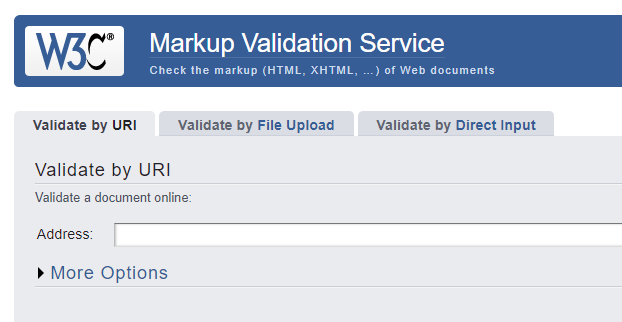 W3C®
Markup Validation Service
Check the markup (HTML, XHTML, …) of Web documents
Validate by URI
Validate by File Upload
Validate by Direct Input
Validate by URI
Validate a document online:
Address:
More Options